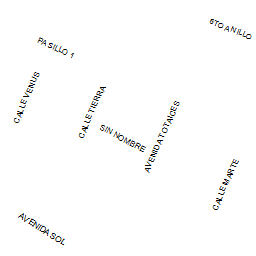 6TO ANILLO
PASILLO 1
CALLE VENUS
CALLE TIERRA
SIN NOMBRE
AVENIDA TOTAICES
CALLE MARTE
AVENIDA SOL